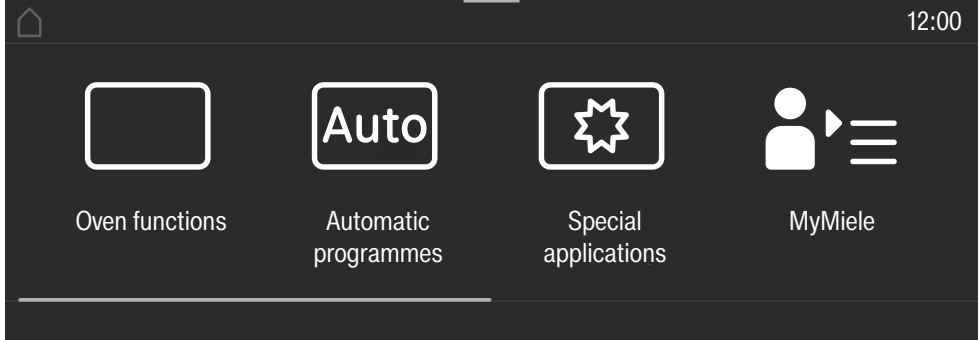 12:00
Auto
Oven functions
Automatic
programmes
Special
applications
MyMiele